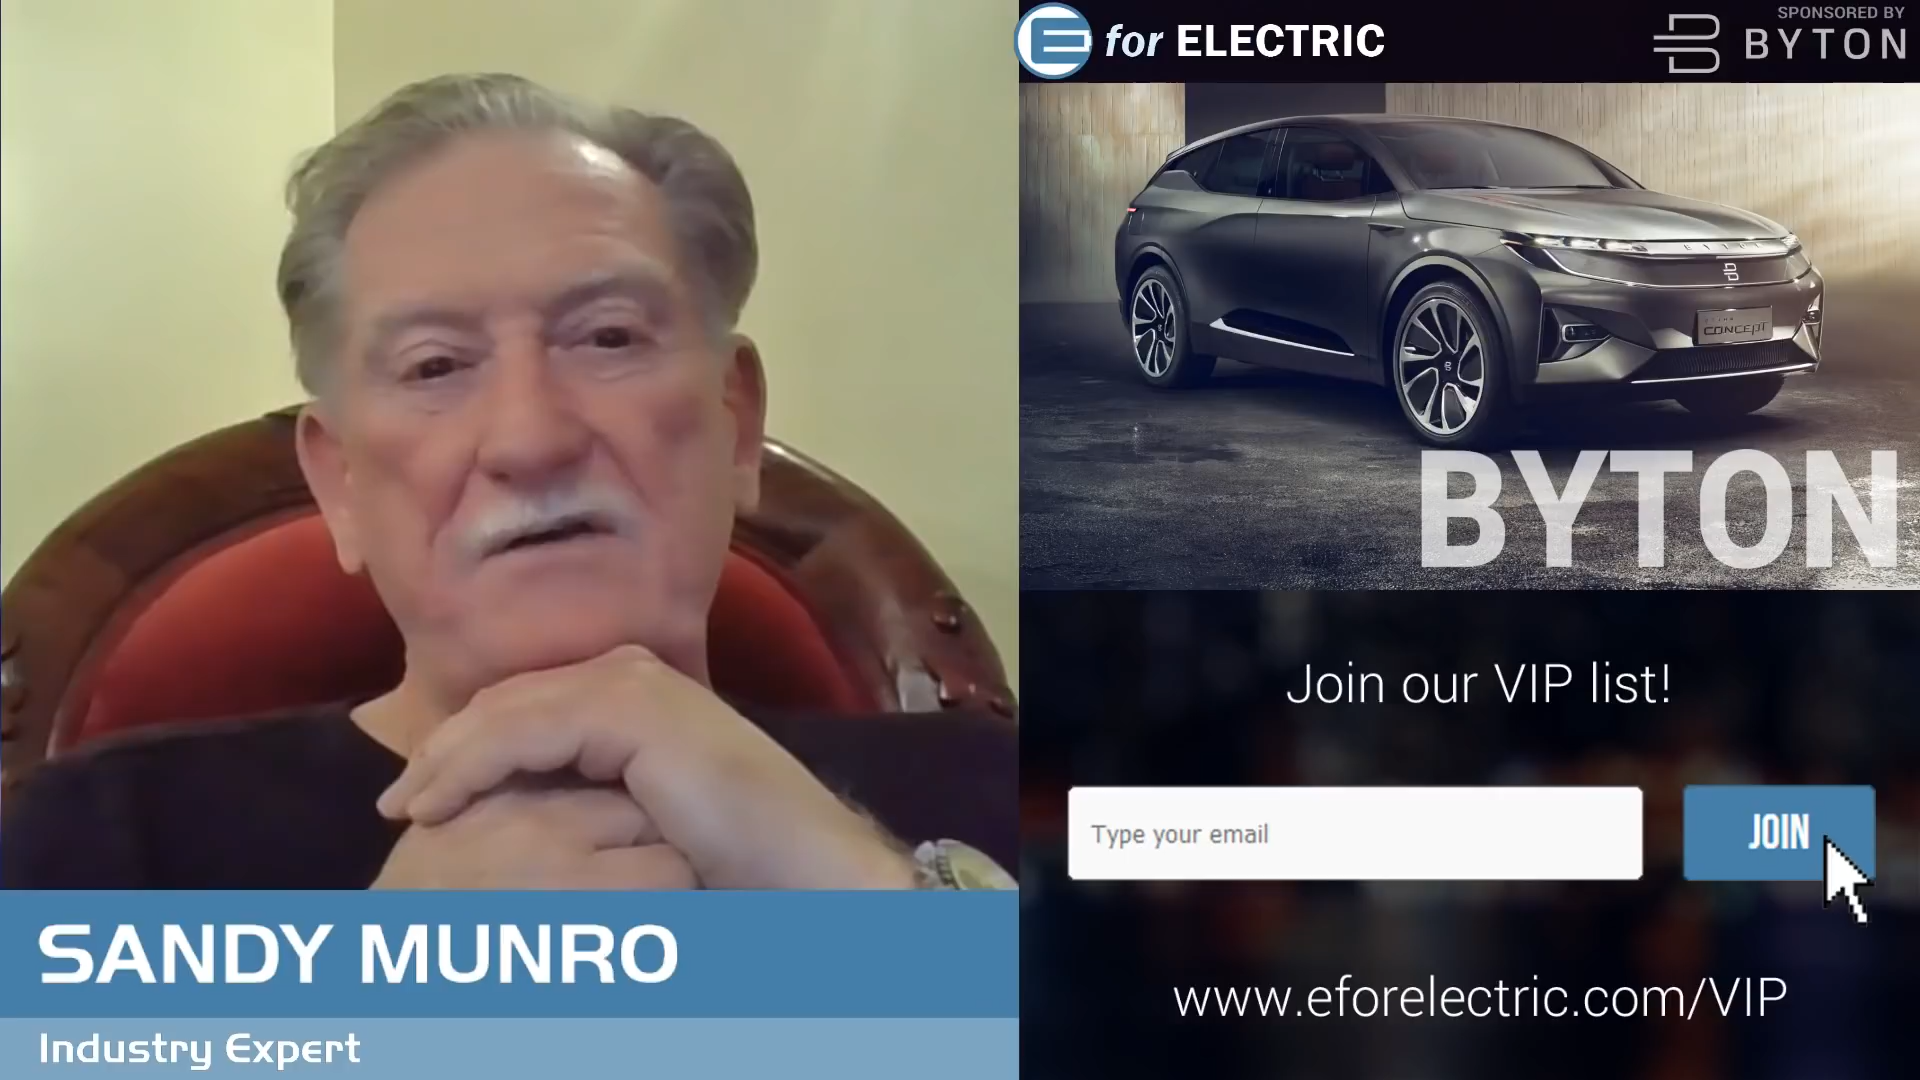 SANDY MUNRO
Industry Expert
for ELECTRIC
SPONSORED BY
BYTON
CONCEPT
BYTON
Join our VIP list!
Type your email
JOIN
www.eforelectric.com/VIP